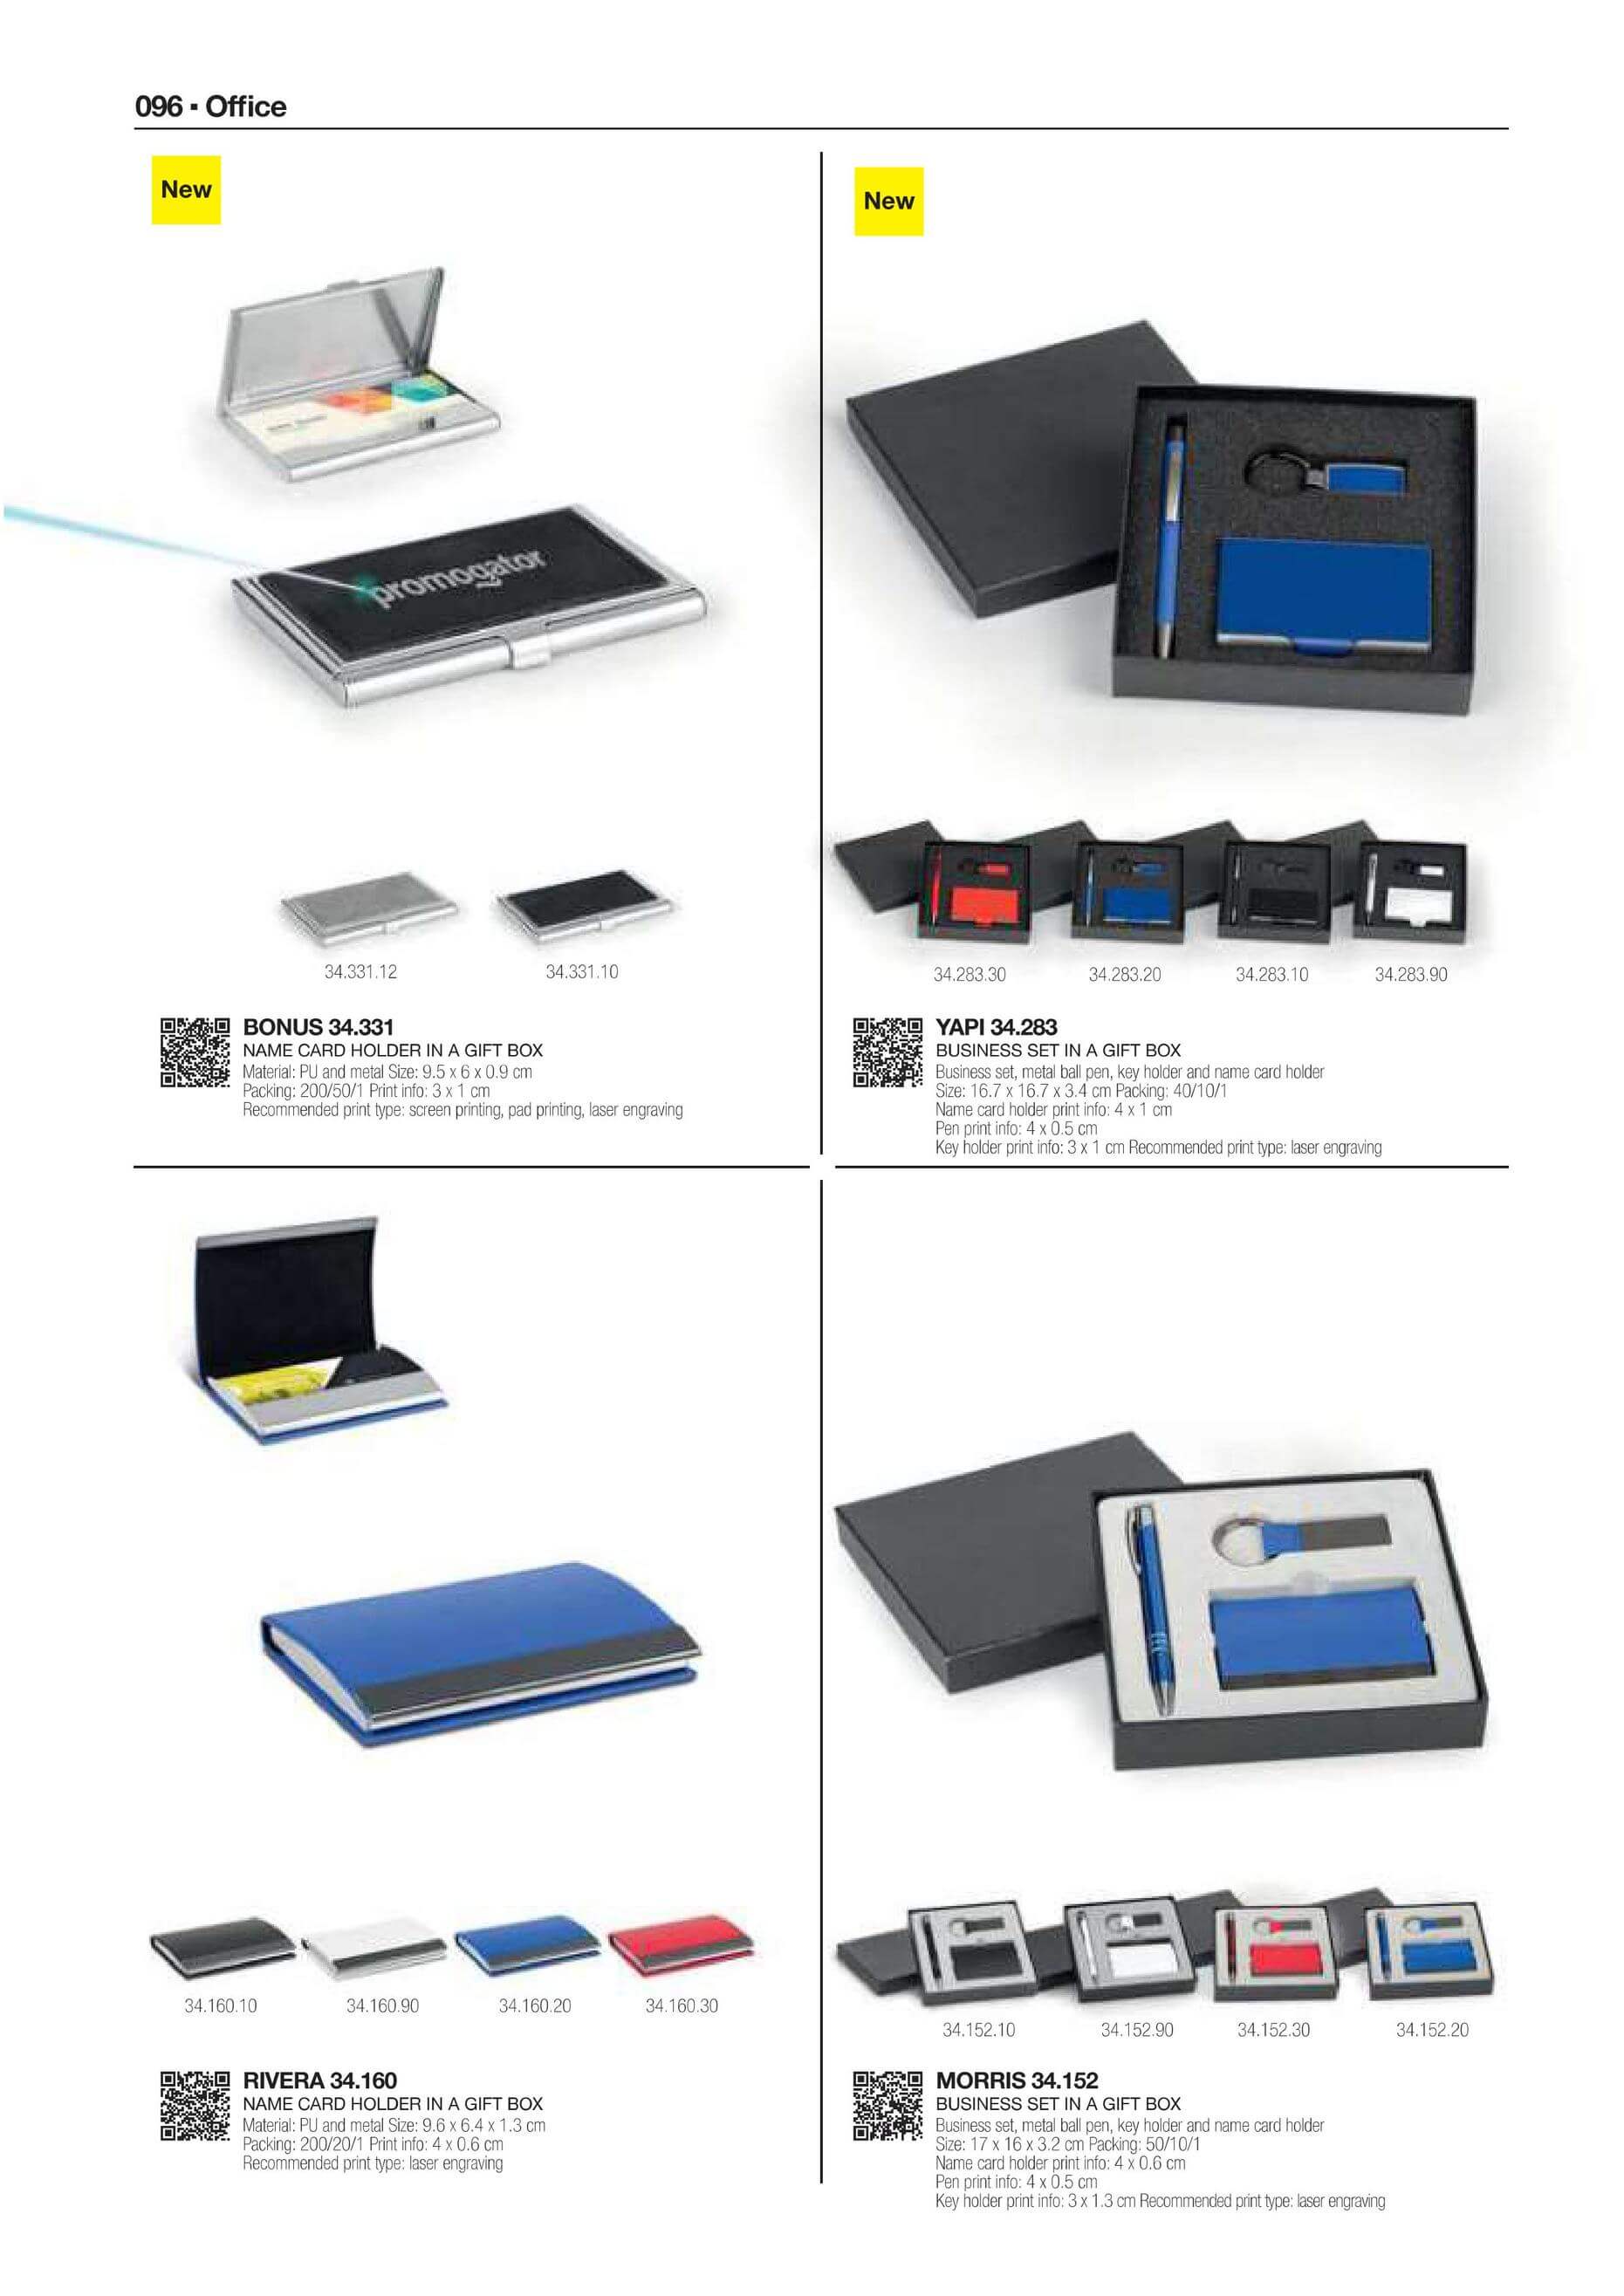 096 ▪ Office
New
promogator
34.331.12
34.331.10
BONUS 34.331
NAME CARD HOLDER IN A GIFT BOX
Material: PU and metal Size: 9.5 x 6 x 0.9 cm
Packing: 200/50/1 Print info: 3 x 1 cm
Recommended print type: screen printing, pad printing, laser engraving
New
34.283.30
34.283.20
34.283.10
34.283.90
YAPI 34.283
BUSINESS SET IN A GIFT BOX
Business set, metal ball pen, key holder and name card holder
Size: 16.7 x 16.7 x 3.4 cm Packing: 40/10/1
Name card holder print info: 4 x 1 cm
Pen print info: 4 x 0.5 cm
Key holder print info: 3 x 1 cm Recommended print type: laser engraving
34.160.10
34.160.90
34.160.20
34.160.30
RIVERA 34.160
NAME CARD HOLDER IN A GIFT BOX
Material: PU and metal Size: 9.6 x 6.4 x 1.3 cm
Packing: 200/20/1 Print info: 4 x 0.6 cm
Recommended print type: laser engraving
34.152.10
34.152.90
34.152.30
34.152.20
MORRIS 34.152
BUSINESS SET IN A GIFT BOX
Business set, metal ball pen, key holder and name card holder
Size: 17 x 16 x 3.2 cm Packing: 50/10/1
Name card holder print info: 4 x 0.6 cm
Pen print info: 4 x 0.5 cm
Key holder print info: 3 x 1.3 cm Recommended print type: laser engraving